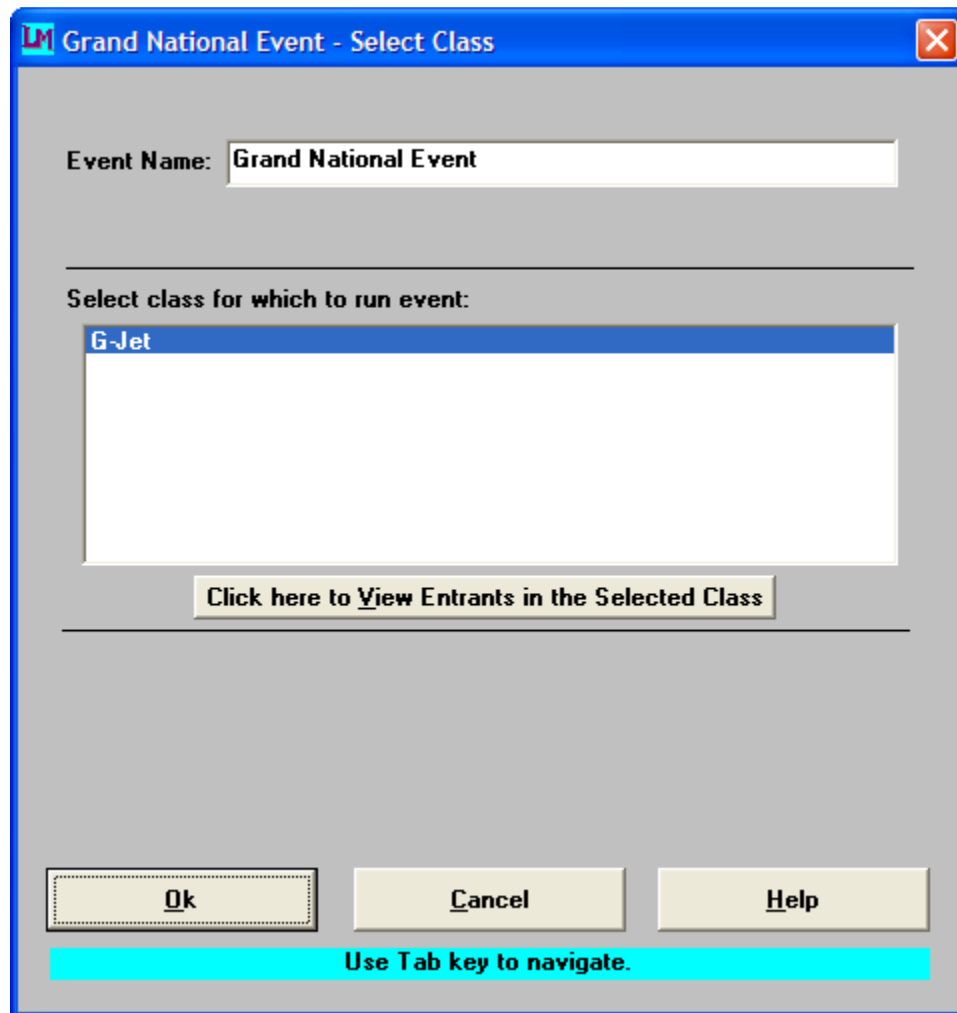 LM Grand National Event - Select Class
Event Name: Grand National Event
Select class for which to run event:
G-Jet
Click here to View Entrants in the Selected Class
Ok Cancel Help
Use Tab key to navigate.